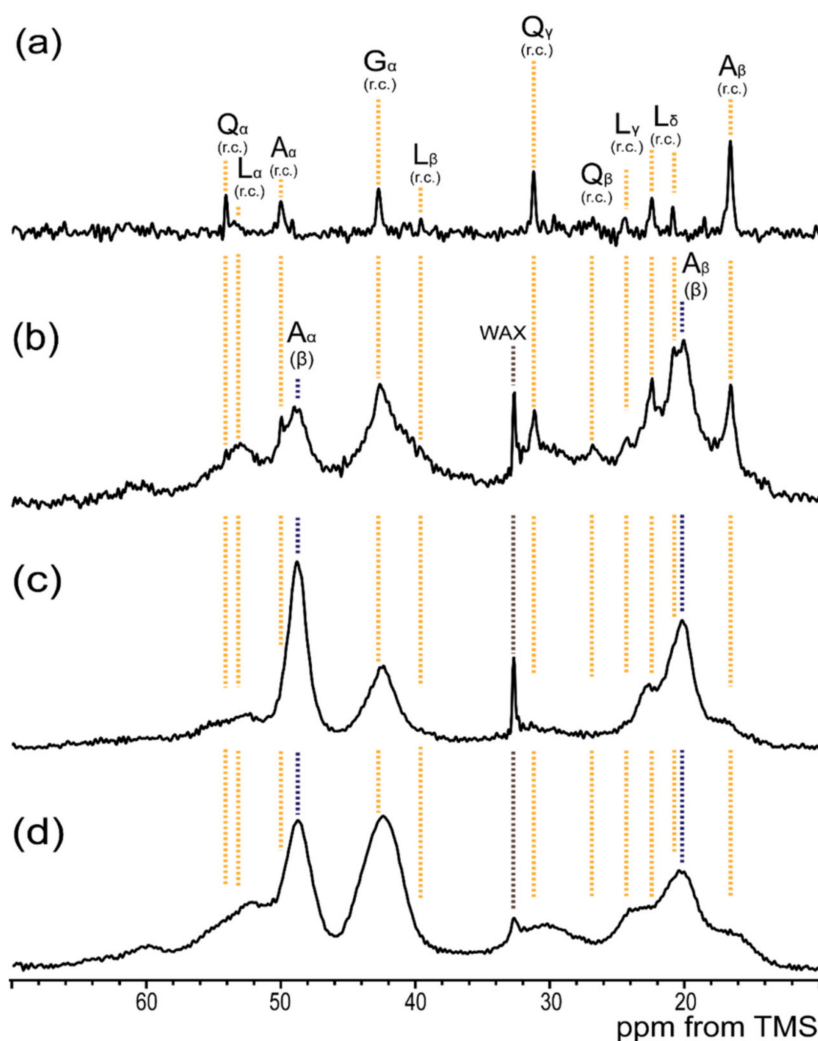 (a)
Qα
(r.c.)
Lα
(r.c.)
Aα
(r.c.)
Gα
(r.c.)
Lβ
(r.c.)
Qγ
(r.c.)
Qβ
(r.c.)
Lγ
(r.c.)
Lδ
(r.c.)
Aβ
(r.c.)
(b)
Aα
(β)
WAX
Aβ
(β)
(c)
(d)
60 50 40 30 20
ppm from TMS